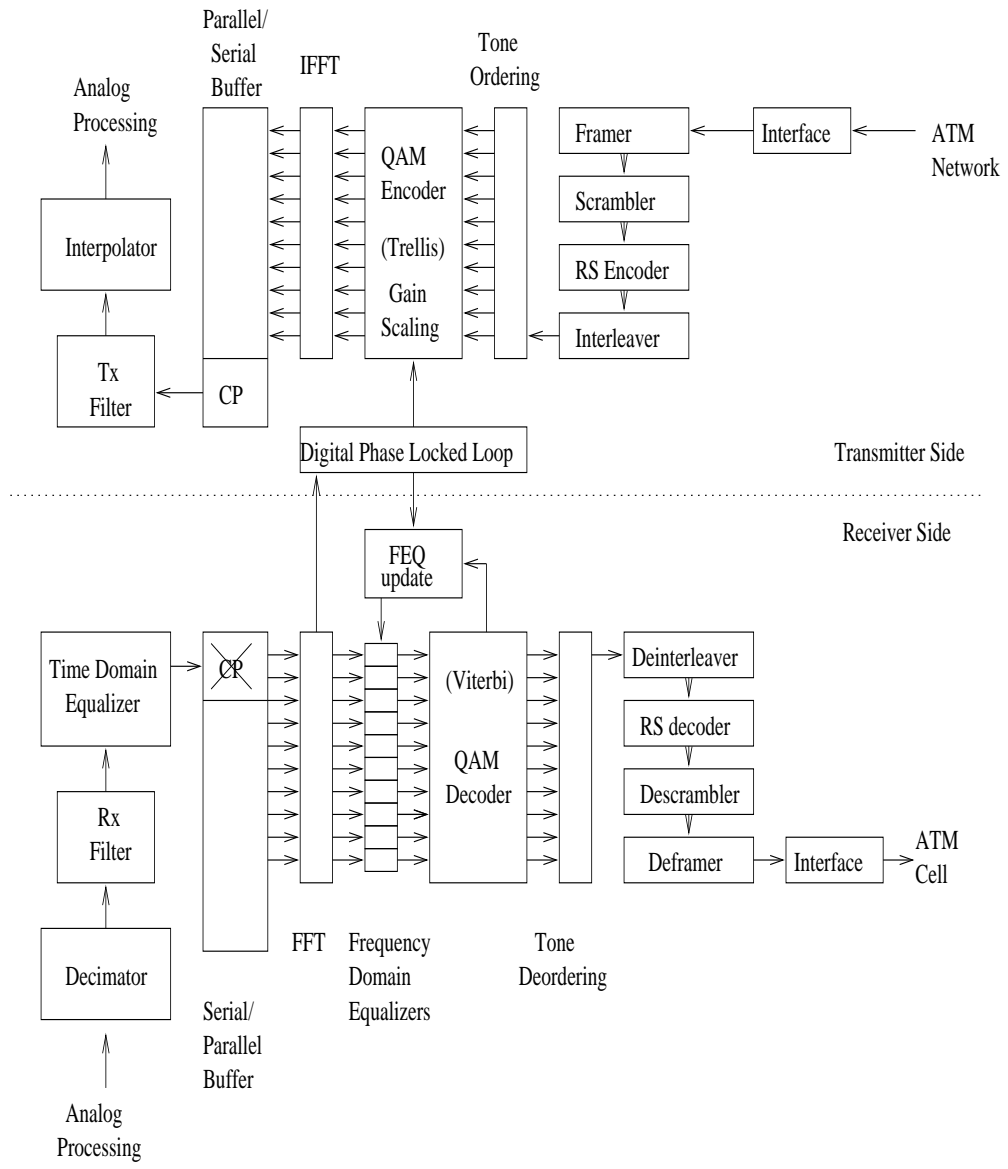 Parallel/
Serial
Buffer
IFFT
Tone
Ordering
Analog
Processing
Framer
Interface
ATM
Network
QAM
Encoder
Scrambler
Interpolator
(Trellis)
RS Encoder
Gain
Scaling
Interleaver
Tx
Filter
CP
Digital Phase Locked Loop
Transmitter Side
Receiver Side
FEQ
update
Time Domain
Equalizer
CP
(Viterbi)
Deinterleaver
RS decoder
QAM
Decoder
Descrambler
Rx
Filter
Deframer
Interface
ATM
Cell
FFT
Frequency
Domain
Equalizers
Tone
Deordering
Decimator
Serial/
Parallel
Buffer
Analog
Processing